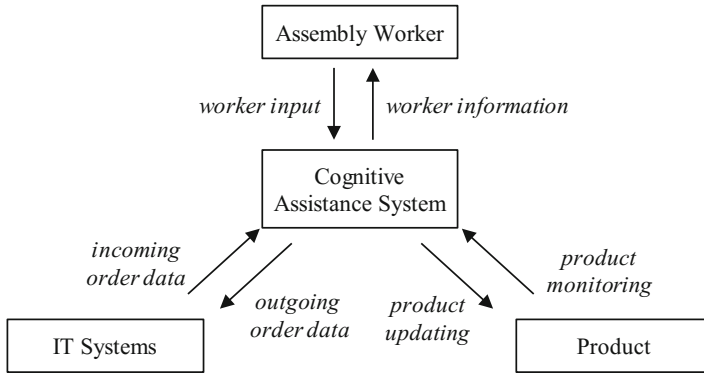 Assembly Worker
worker input
worker information
Cognitive
Assistance System
incoming
order data
product
monitoring
outgoing
order data
product
updating
IT Systems
Product